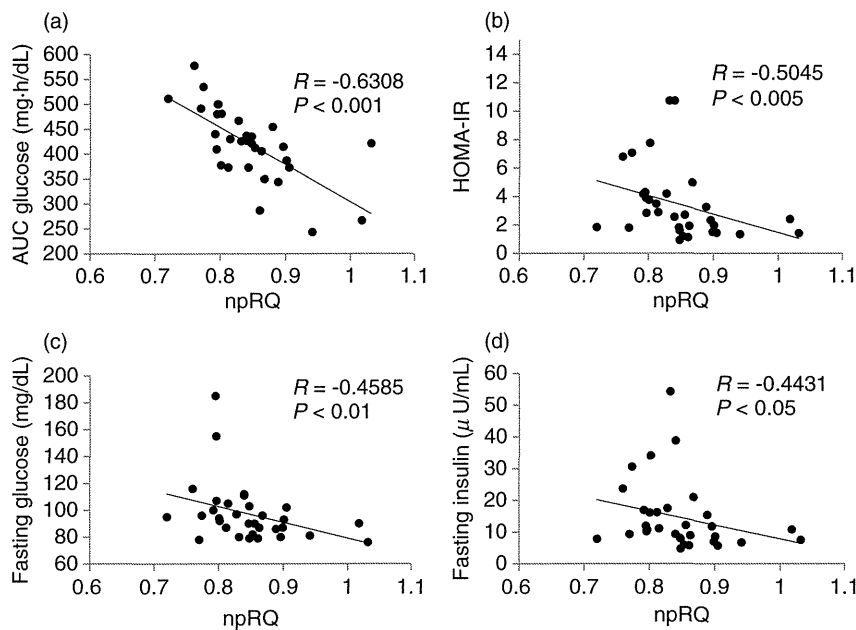 (a)
AUC glucose (mg·h/dL)
600
550
500
450
400
350
300
250
200
R = -0.6308
P < 0.001
0.6 0.7 0.8 0.9 1 1.1
npRQ
(b)
HOMA-IR
14
12
10
8
6
4
2
0
R = -0.5045
P < 0.005
0.6 0.7 0.8 0.9 1 1.1
npRQ
(c)
Fasting glucose (mg/dL)
200
180
160
140
120
100
80
60
R = -0.4585
P < 0.01
0.6 0.7 0.8 0.9 1 1.1
npRQ
(d)
Fasting insulin (μ U/mL)
60
50
40
30
20
10
0
R = -0.4431
P < 0.05
0.6 0.7 0.8 0.9 1 1.1
npRQ